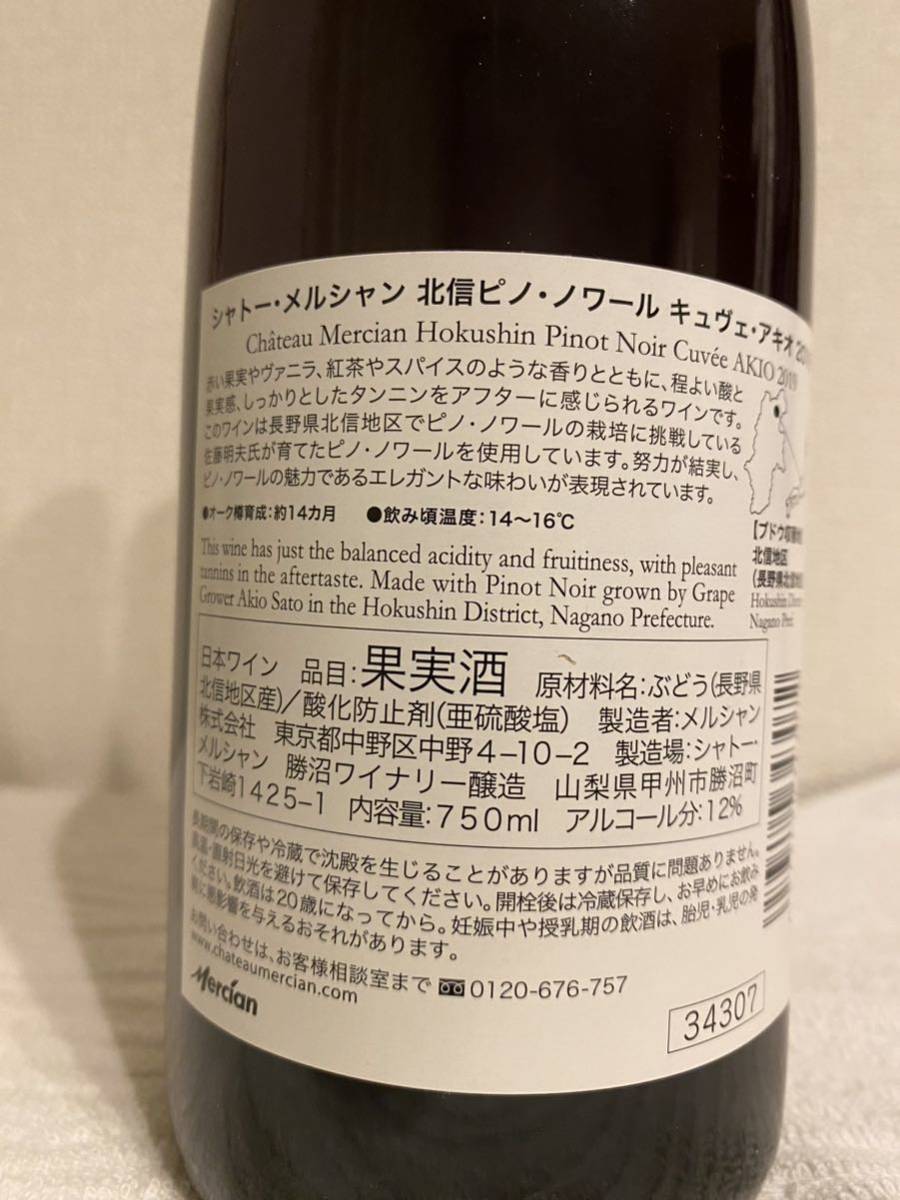 シャトー・メルシャン 北信ピノ・ノワール キュヴェ・アキオ
Château Mercian Hokushin Pinot Noir Cuvée AKIO 2019
赤い果実やヴァニラ、紅茶やスパイスのような香りとともに、程よい酸と
果実感、しっかりとしたタンニンをアフターに感じられるワインです。
このワインは長野県北信地区でピノ・ノワールの栽培に挑戦している
佐藤明夫氏が育てたピノ・ノワールを使用しています。努力が結実し、
ピノ・ノワールの魅力であるエレガントな味わいが表現されています。
●オーク樽育成：約14カ月　●飲み頃温度：14～16℃
This wine has just the balanced acidity and fruitiness, with pleasant
tannins in the aftertaste. Made with Pinot Noir grown by Grape
Grower Akio Sato in the Hokushin District, Nagano Prefecture.
【ブドウ収穫地
北信地区
（長野県北信地
Hokushin District
Nagano Pref.
日本ワイン　品目：果実酒　原材料名：ぶどう（長野県
北信地区産）／酸化防止剤（亜硫酸塩）　製造者：メルシャン
株式会社　東京都中野区中野4-10-2　製造場：シャトー・
メルシャン　勝沼ワイナリー醸造　山梨県甲州市勝沼町
下岩崎1425-1　内容量：750ml　アルコール分：12%
長期間の保存や冷蔵で沈殿を生じることがありますが品質に問題ありません。
高温・直射日光を避けて保存してください。開栓後は冷蔵保存し、お早めにお飲み
ください。飲酒は20歳になってから。妊娠中や授乳期の飲酒は、胎児・乳児の発
育に悪影響を与えるおそれがあります。
お問い合わせは、お客様相談室まで 0120-676-757
www.chateaumercian.com
Mercian
34307